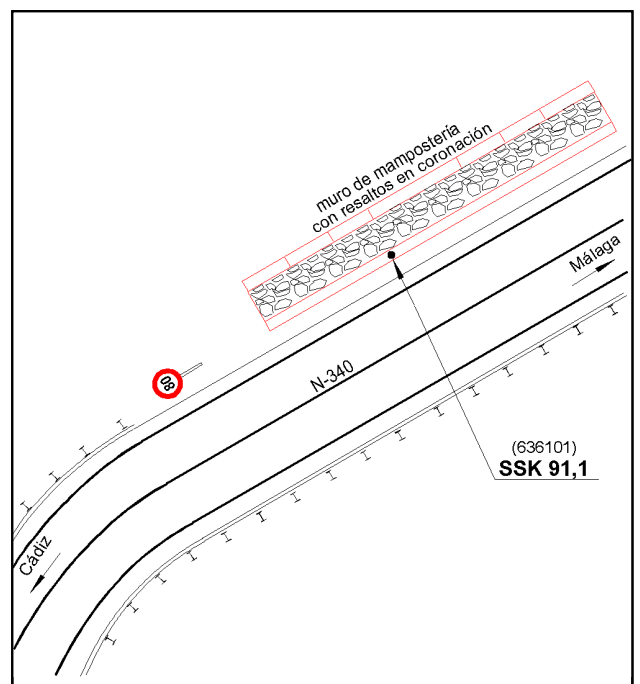 muro de mampostería
con resaltos en coronación
Málaga
N-340
80
(636101)
SSK 91,1
Cádiz